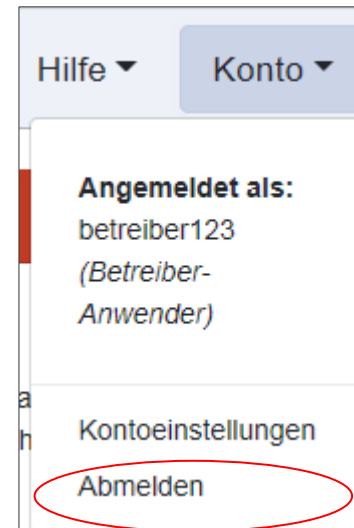 Hilfe Konto
Angemeldet als:
betreiber123
(Betreiber-
Anwender)
a
h
Kontoeinstellungen
Abmelden